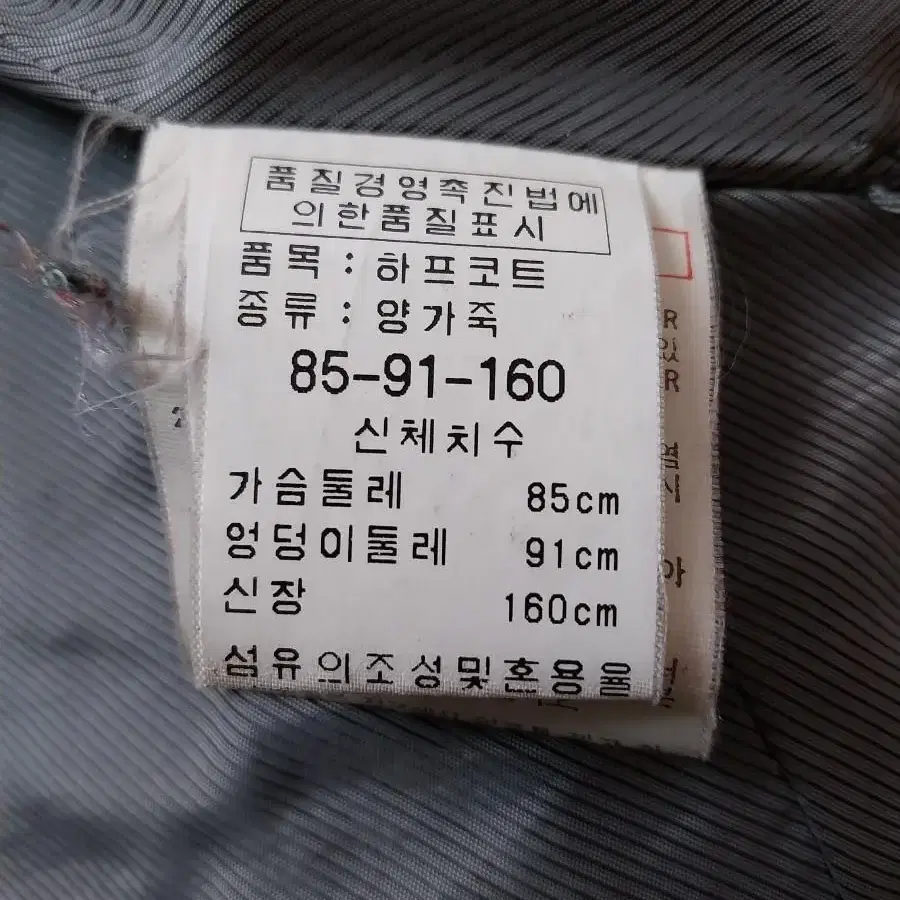 품질경영촉진법에
의한품질표시
품목 : 하프코트
종류 : 양가죽
85-91-160
신체치수
가슴둘레 85cm
엉덩이둘레 91cm
신장 160cm
섬유의조성및혼용율
R
있
R